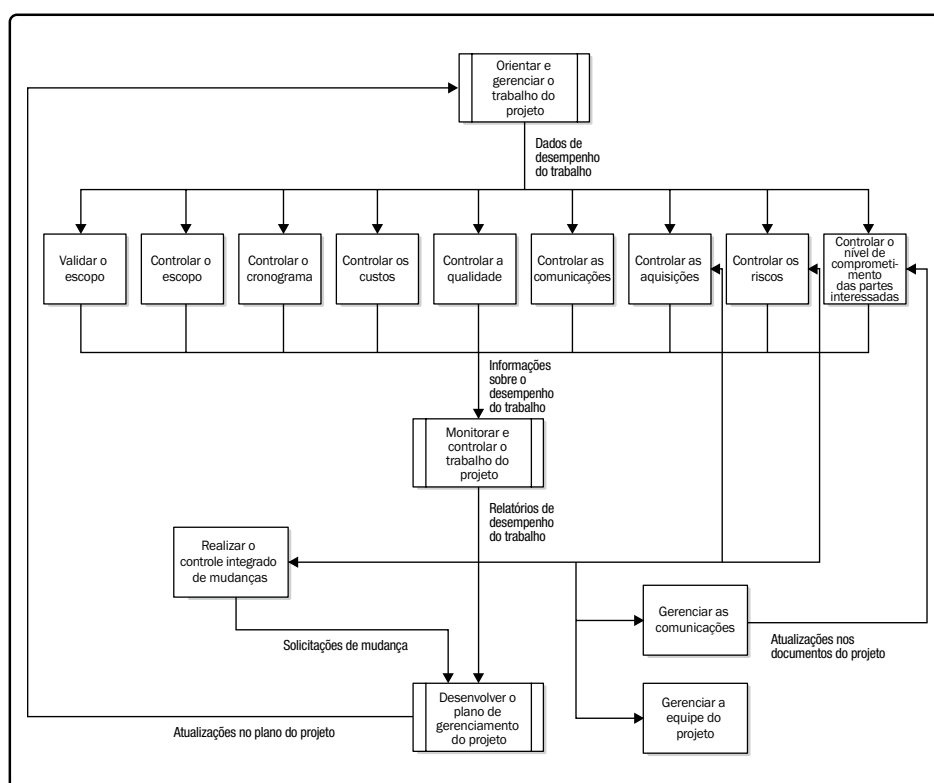 Orientar e
gerenciar o
trabalho do
projeto
Dados de
desempenho
do trabalho
Validar o
escopo
Controlar o
escopo
Controlar o
cronograma
Controlar os
custos
Controlar a
qualidade
Controlar as
comunicações
Controlar as
aquisições
Controlar os
riscos
Controlar o
nível de
comprometi-
mento
das partes
interessadas
Informações
sobre o
desempenho
do trabalho
Monitorar e
controlar o
trabalho do
projeto
Relatórios de
desempenho
do trabalho
Realizar o
controle integrado
de mudanças
Gerenciar as
comunicações
Solicitações de mudança
Atualizações nos
documentos do projeto
Desenvolver o
plano de
gerenciamento
do projeto
Gerenciar a
equipe do
projeto
Atualizações no plano do projeto